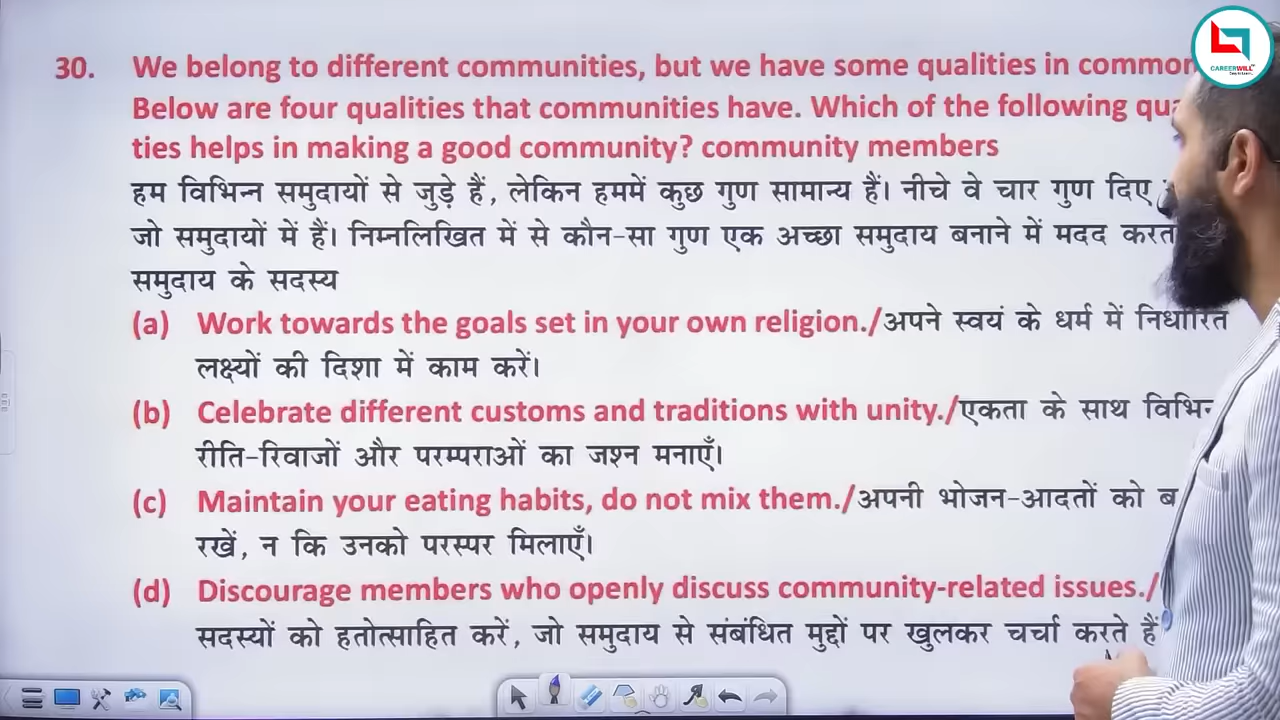 CAREERWILL
30. We belong to different communities, but we have some qualities in common
Below are four qualities that communities have. Which of the following qua
ties helps in making a good community? community members
हम विभिन्न समुदायों से जुड़े हैं, लेकिन हममें कुछ गुण सामान्य हैं। नीचे वे चार गुण दिए
जो समुदायों में हैं। निम्नलिखित में से कौन-सा गुण एक अच्छा समुदाय बनाने में मदद करत
समुदाय के सदस्य
(a) Work towards the goals set in your own religion./अपने स्वयं के धर्म में निर्धारित
लक्ष्यों की दिशा में काम करें।
(b) Celebrate different customs and traditions with unity./एकता के साथ विभिन
रीति-रिवाजों और परम्पराओं का जश्न मनाएँ।
(c) Maintain your eating habits, do not mix them./अपनी भोजन-आदतों को ब
रखें, न कि उनको परस्पर मिलाएँ।
(d) Discourage members who openly discuss community-related issues./
सदस्यों को हतोत्साहित करें, जो समुदाय से संबंधित मुद्दों पर खुलकर चर्चा करते हैं